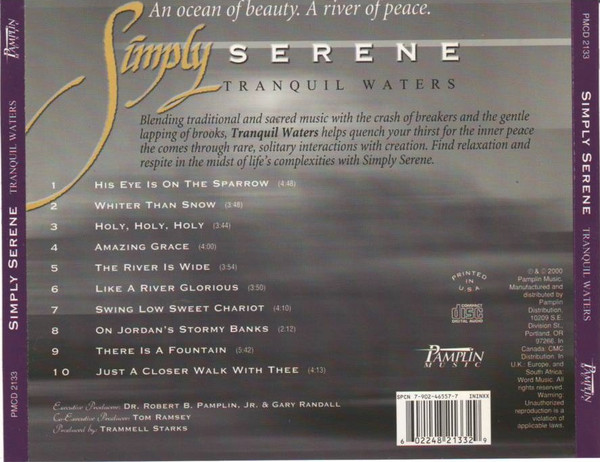 An ocean of beauty. A river of peace.
Simply SERENE
TRANQUIL WATERS
Blending traditional and sacred music with the crash of breakers and the gentle
lapping of brooks, Tranquil Waters helps quench your thirst for the inner peace
the comes through rare, solitary interactions with creation. Find relaxation and
respite in the midst of life's complexities with Simply Serene.
1 HIS EYE IS ON THE SPARROW (4:48)
2 WHITER THAN SNOW (3:48)
3 HOLY, HOLY, HOLY (3:44)
4 AMAZING GRACE (4:00)
5 THE RIVER IS WIDE (3:54)
6 LIKE A RIVER GLORIOUS (3:50)
7 SWING LOW SWEET CHARIOT (4:10)
8 ON JORDAN'S STORMY BANKS (2:12)
9 THERE IS A FOUNTAIN (5:42)
10 JUST A CLOSER WALK WITH THEE (4:13)
Executive Producers: DR. ROBERT B. PAMPLIN, JR. & GARY RANDALL
Co-Executive Producer: TOM RAMSEY
Produced by: TRAMMELL STARKS
PRINTED IN U.S.A.
COMPACT
disc
DIGITAL AUDIO
PAMPLIN
MUSIC
℗ & © 2000
Pamplin Music.
Manufactured and
distributed by
Pamplin
Distribution,
10209 S.E.
Division St.,
Portland, OR
97266. In
Canada: CMC
Distribution. In
U.K.; Europe, and
South Africa:
Word Music. All
rights reserved.
Warning:
Unauthorized
reproduction is a
violation of
applicable laws.
SPCN 7-902-46557-7 ININXX
6 02248 21332 9
PAMPLIN
MUSIC
TRANQUIL WATERS
SIMPLY SERENE
PMCD 2133
PMCD 2133
SIMPLY SERENE
TRANQUIL WATERS
PAMPLIN
MUSIC